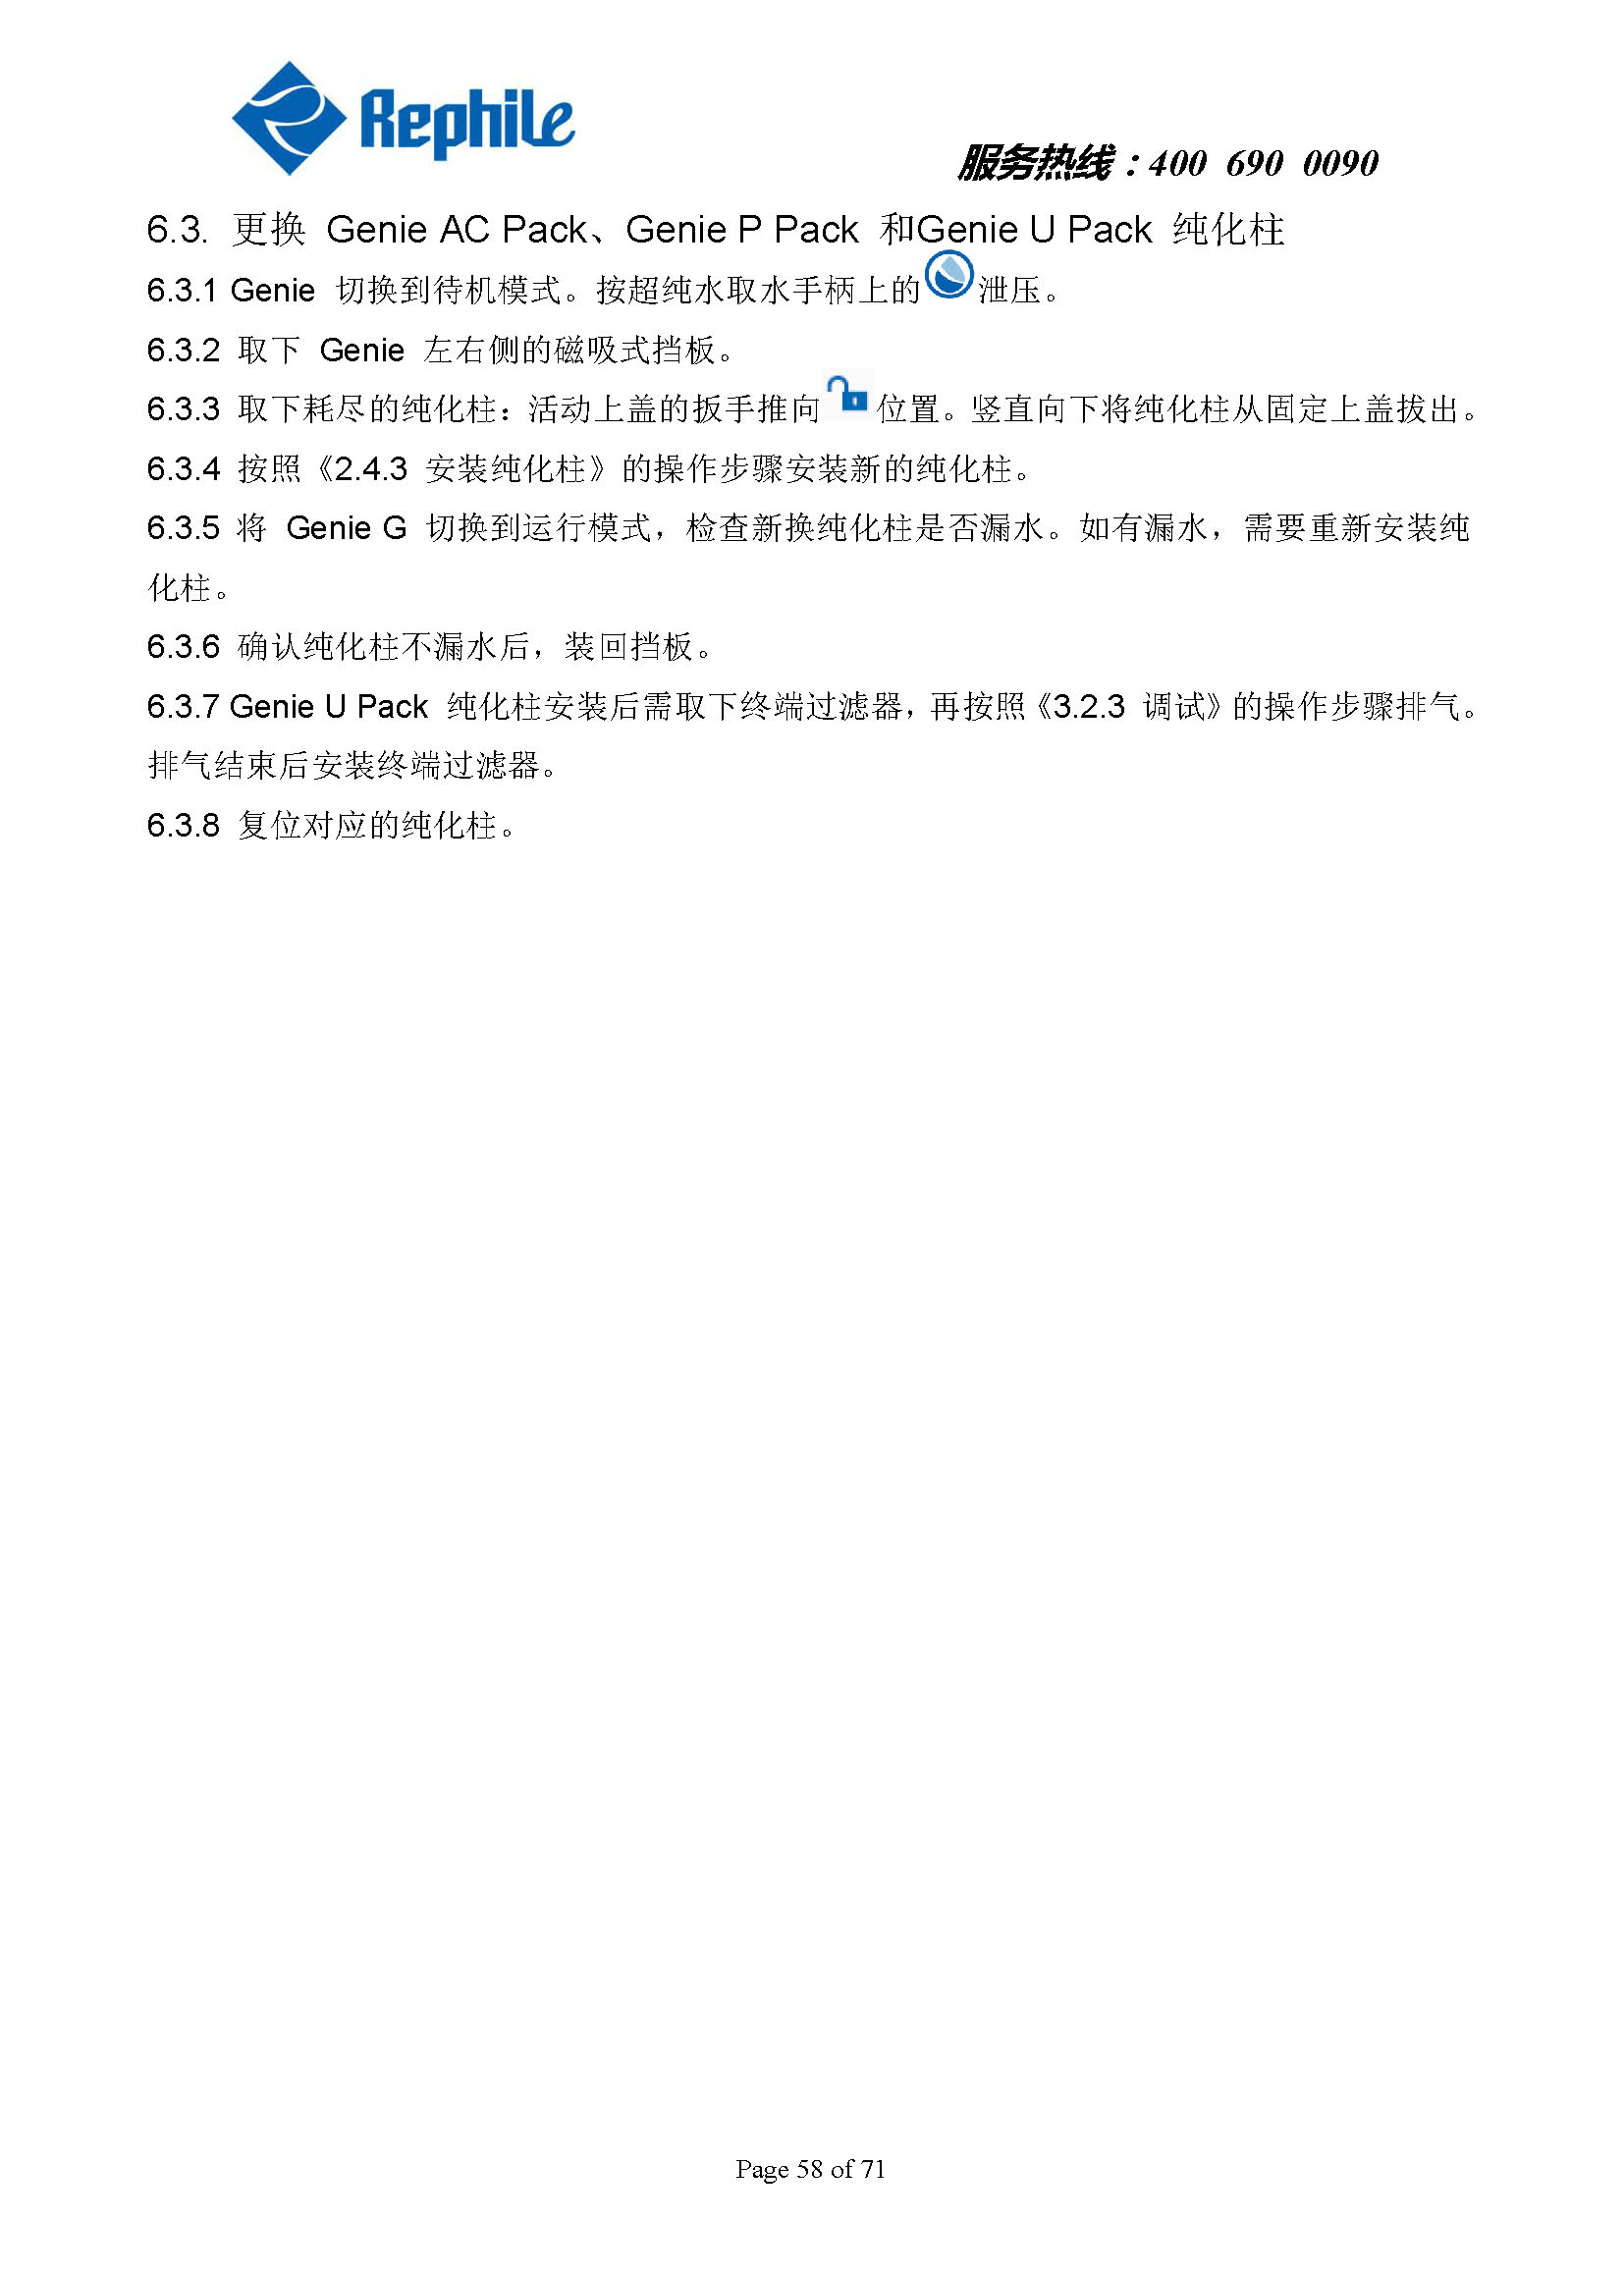 Rephile
服务热线：400 690 0090
6.3. 更换 Genie AC Pack、Genie P Pack 和Genie U Pack 纯化柱
6.3.1 Genie 切换到待机模式。按超纯水取水手柄上的泄压。
6.3.2 取下 Genie 左右侧的磁吸式挡板。
6.3.3 取下耗尽的纯化柱：活动上盖的扳手推向位置。竖直向下将纯化柱从固定上盖拔出。
6.3.4 按照《2.4.3 安装纯化柱》的操作步骤安装新的纯化柱。
6.3.5 将 Genie G 切换到运行模式，检查新换纯化柱是否漏水。如有漏水，需要重新安装纯
化柱。
6.3.6 确认纯化柱不漏水后，装回挡板。
6.3.7 Genie U Pack 纯化柱安装后需取下终端过滤器，再按照《3.2.3 调试》的操作步骤排气。
排气结束后安装终端过滤器。
6.3.8 复位对应的纯化柱。
Page 58 of 71